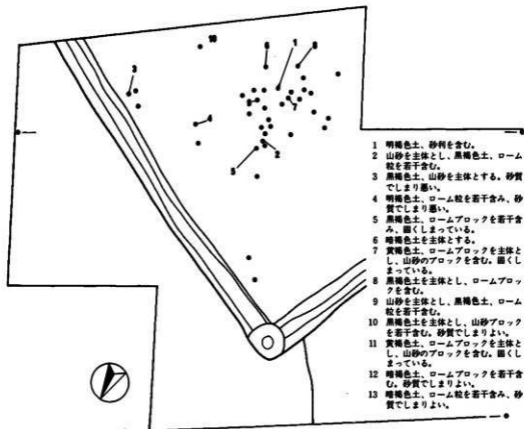 10
6
1
8
3
7
4
2
5
1 明褐色土、砂利を含む。
2 山砂を主体とし、黒褐色土、ローム
粒を若干含む。
3 黒褐色土、山砂を主体とする。砂質
でしまり悪い。
4 明褐色土、ローム粒を若干含み、砂
質でしまり悪い。
5 黒褐色土、ロームブロックを若干含
み、固くしまっている。
6 暗褐色土を主体とする。
7 黄褐色土、ロームブロックを主体と
し、山砂のブロックを含む。固くし
まっている。
8 黒褐色土を主体とし、ロームブロッ
クを含む。
9 山砂を主体とし、黒褐色土、ローム
粒を若干含む。
10 黒褐色土を主体とし、山砂ブロック
を若干含む。砂質でしまりよい。
11 黄褐色土、ロームブロックを主体と
し、山砂のブロックを含む。固くし
まっている。
12 暗褐色土、ロームブロックを若干含
む。砂質でしまりよい。
13 暗褐色土、ローム粒を若干含み、砂
質でしまりよい。